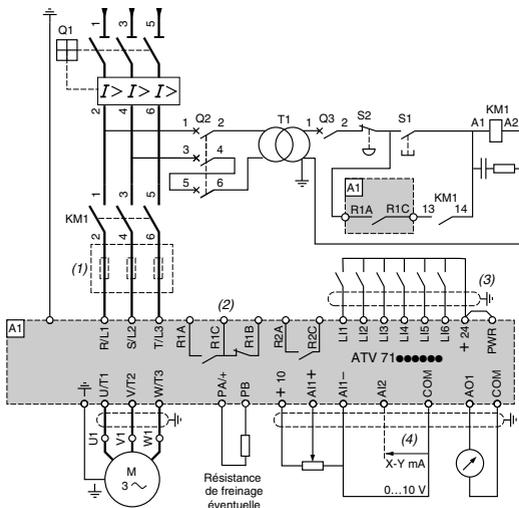 1 3 5
Q1
I> I> I>
2 4 6
1 Q2 2
3 4
5 6
T1
1 Q3 2
S2
S1
KM1
A1 A2
A1
R1A R1C
13 KM1 14
1 3 5
KM1
2 4 6
(1)
(2)
(3)
A1
R/L1
S/L2
T/L3
R1A
R1C
R1B
R2A
R2C
LI1
LI2
LI3
LI4
LI5
LI6
+ 24
PWR
ATV 71●●●●●●
U/T1
V/T2
W/T3
PA/+
PB
+ 10
AI1+
AI1–
AI2
COM
AO1
COM
U1
V1
W1
M
3 ~
Résistance
de freinage
éventuelle
(4)
X-Y mA
0...10 V